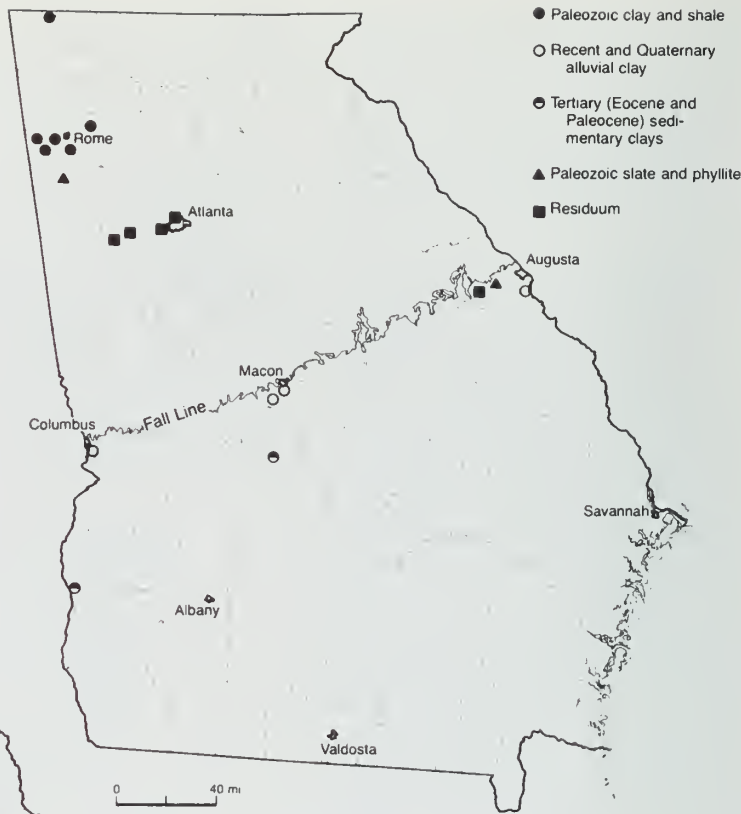 Paleozoic clay and shale
Recent and Quaternary
alluvial clay
Tertiary (Eocene and
Paleocene) sedi-
mentary clays
Paleozoic slate and phyllite
Residuum
Rome
Atlanta
Augusta
Macon
Fall Line
Columbus
Savannah
Albany
Valdosta
0 40 mi